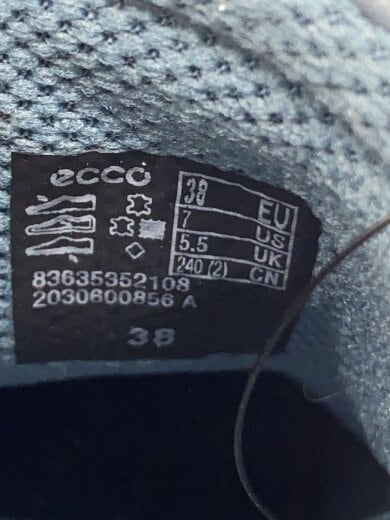 ecco
38 EU
7 US
5.5 UK
240 (2) CN
83635352108
2030600856 A
38